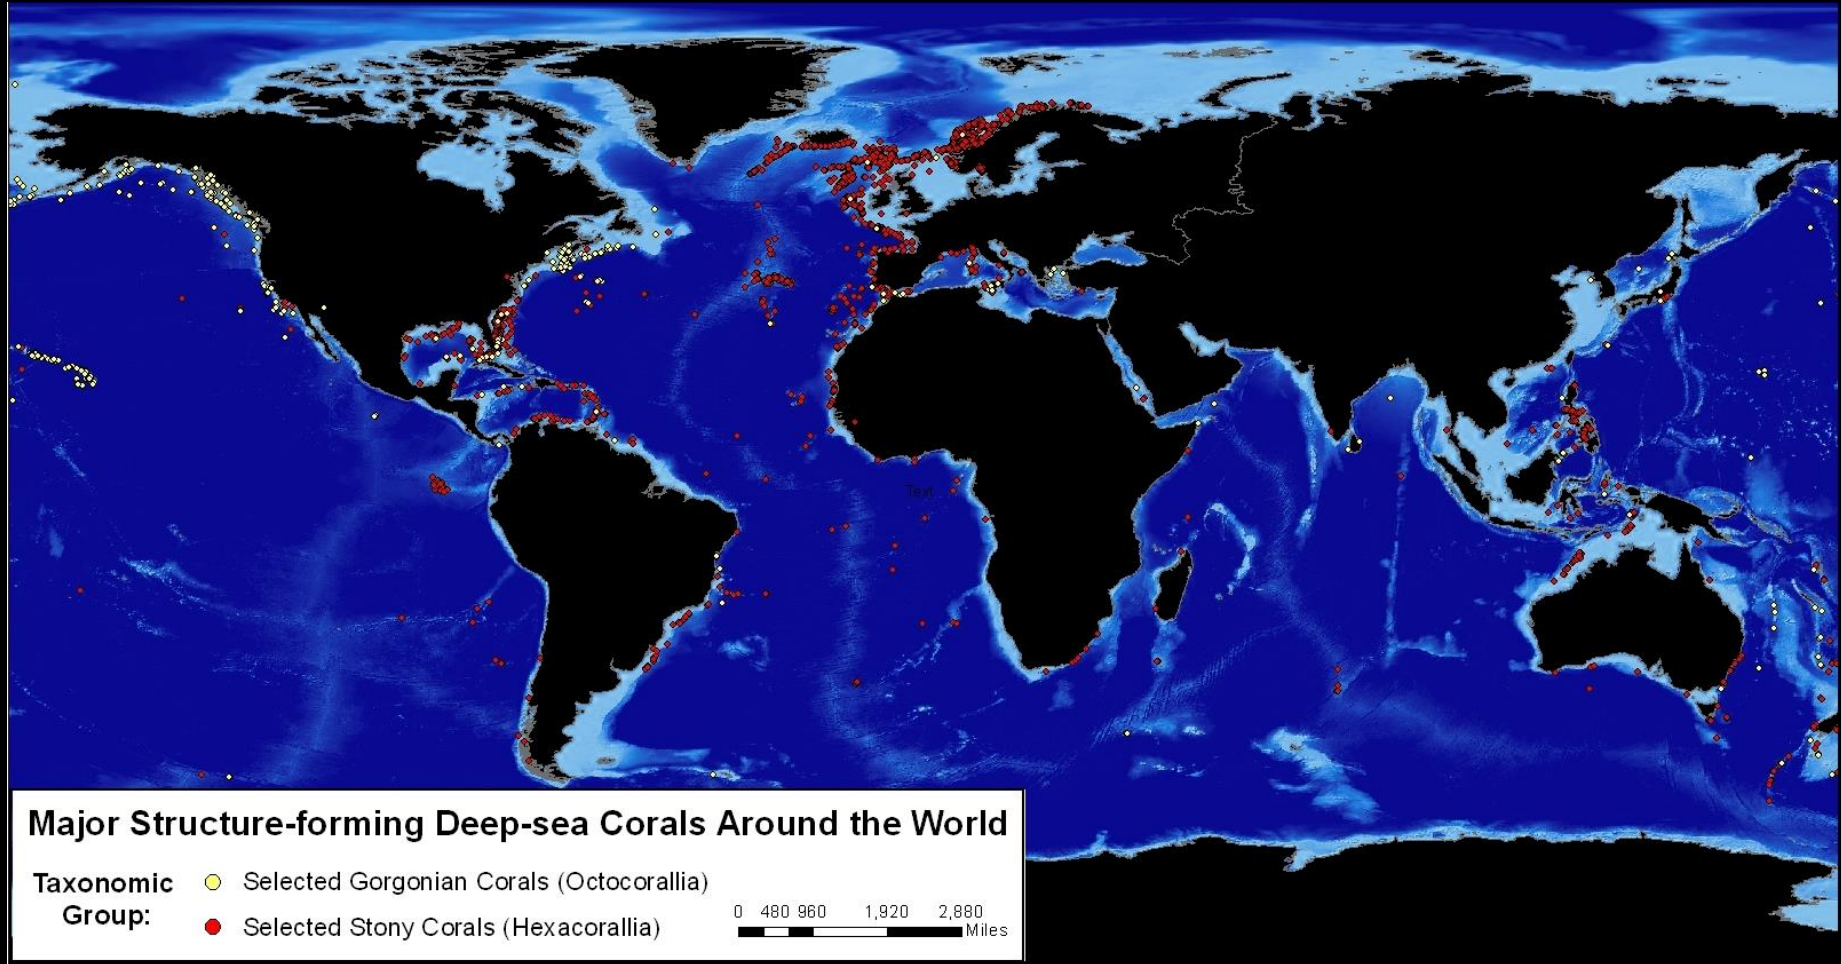 Text
Major Structure-forming Deep-sea Corals Around the World
Taxonomic
Group:
Selected Gorgonian Corals (Octocorallia)
Selected Stony Corals (Hexacorallia)
0 480 960 1,920 2,880
Miles